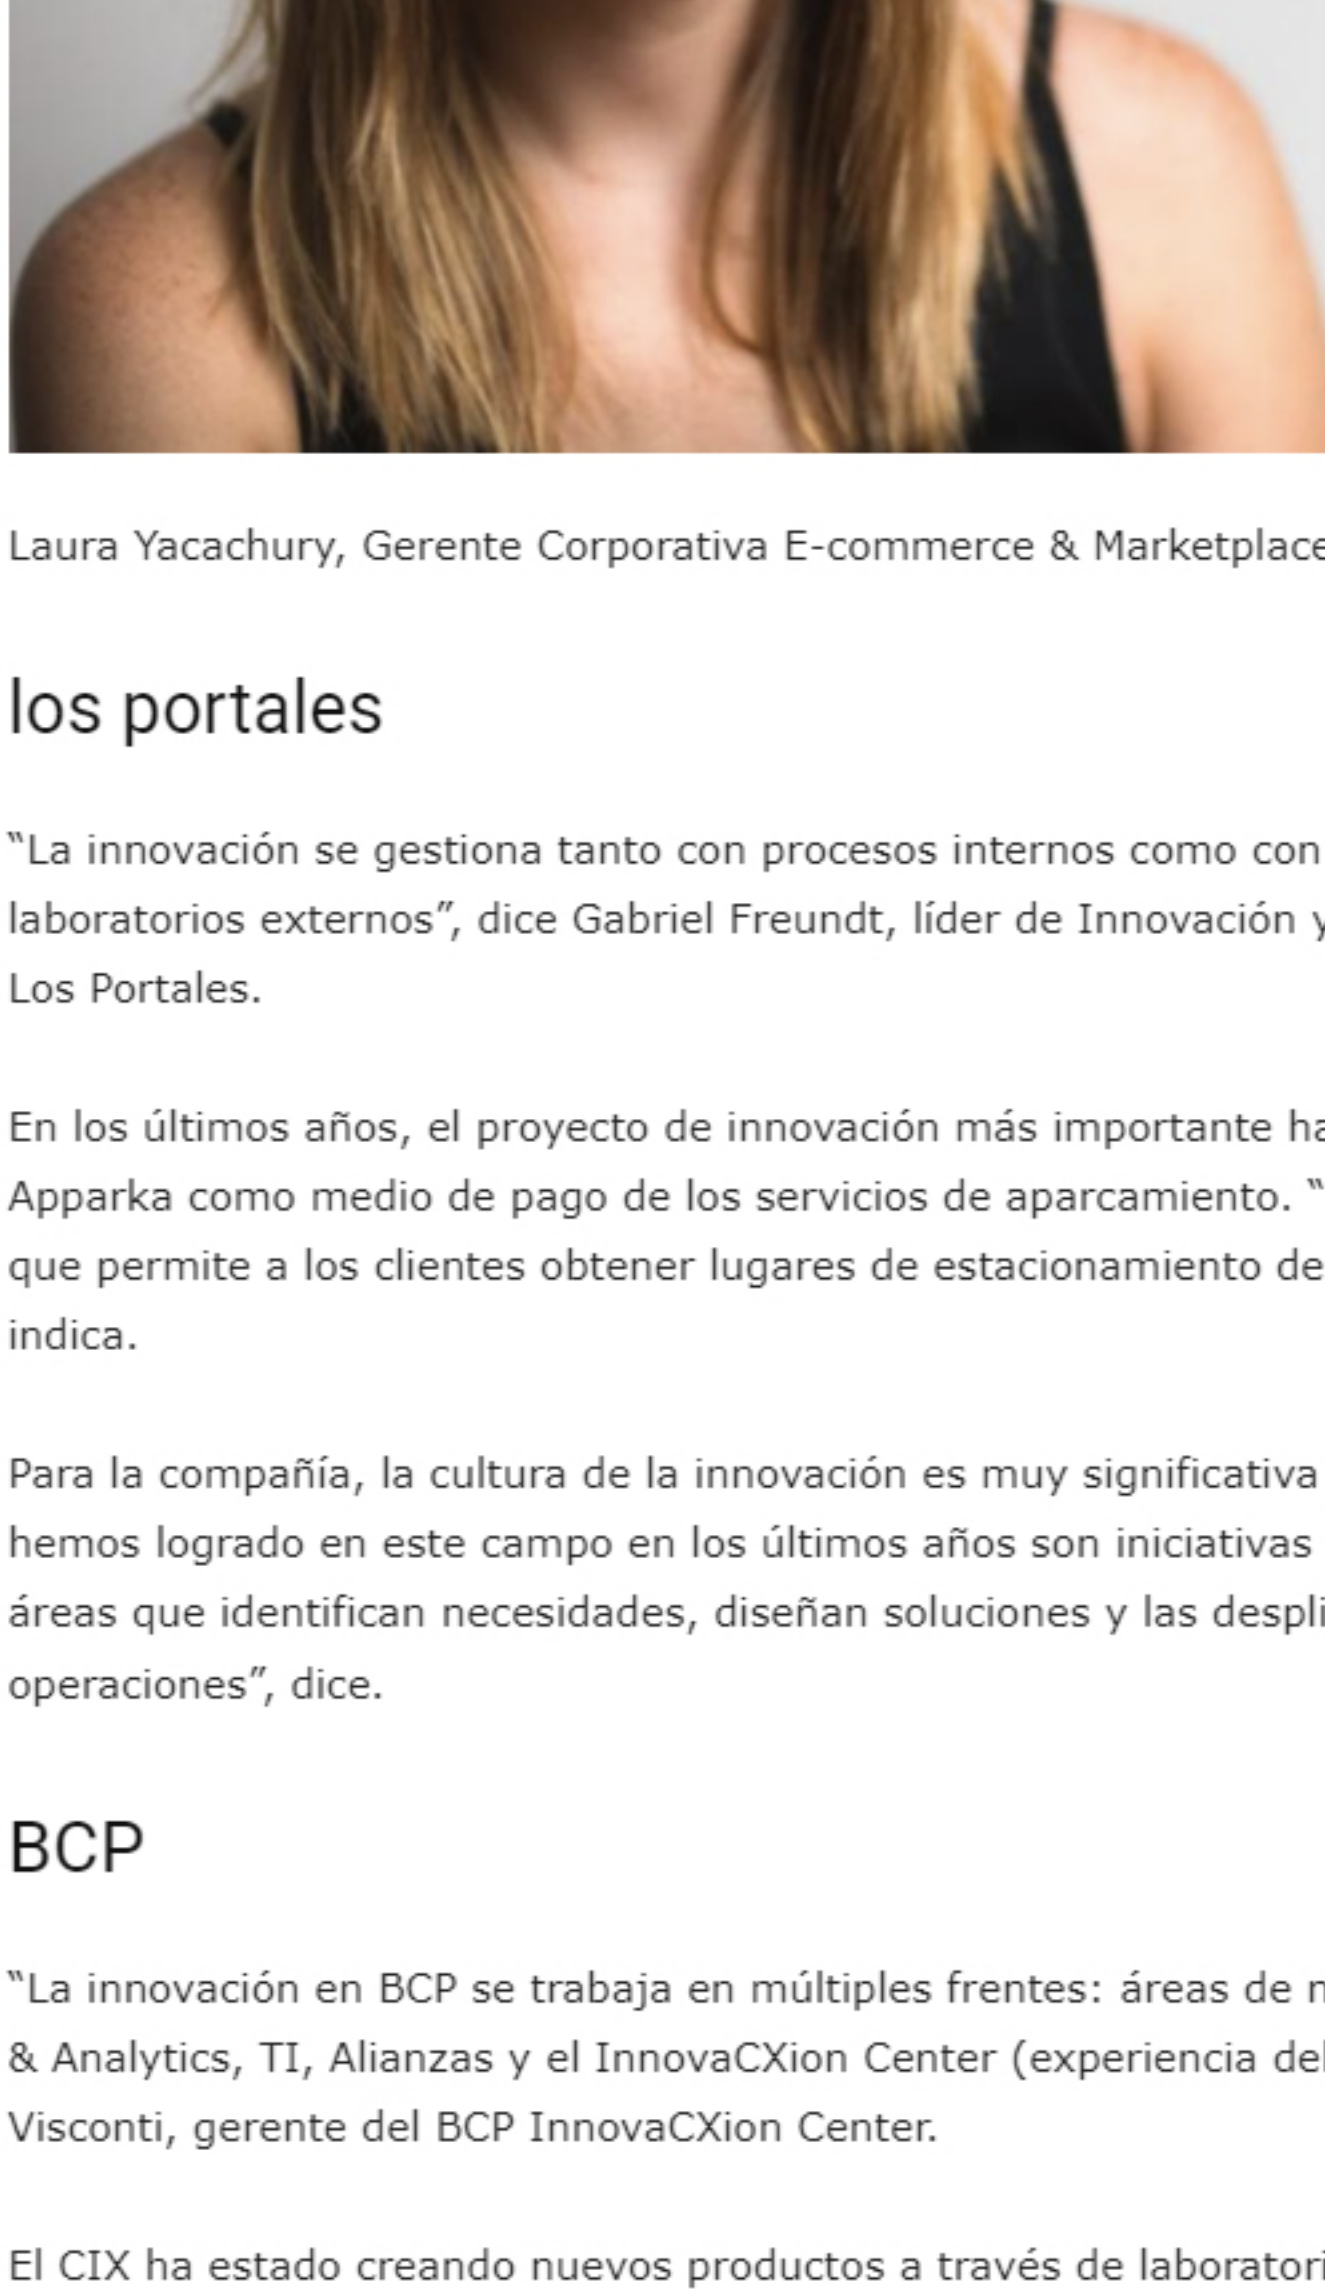 Laura Yacachury, Gerente Corporativa E-commerce & Marketplace
los portales
“La innovación se gestiona tanto con procesos internos como con
laboratorios externos”, dice Gabriel Freundt, líder de Innovación y
Los Portales.
En los últimos años, el proyecto de innovación más importante
Apparka como medio de pago de los servicios de aparcamiento. “
que permite a los clientes obtener lugares de estacionamiento de
indica.
Para la compañía, la cultura de la innovación es muy significativa
hemos logrado en este campo en los últimos años son iniciativas
áreas que identifican necesidades, diseñan soluciones y las
operaciones”, dice.
BCP
“La innovación en BCP se trabaja en múltiples frentes: áreas de
& Analytics, TI, Alianzas y el InnovaCXion Center (experiencia del
Visconti, gerente del BCP InnovaCXion Center.
El CIX ha estado creando nuevos productos a través de